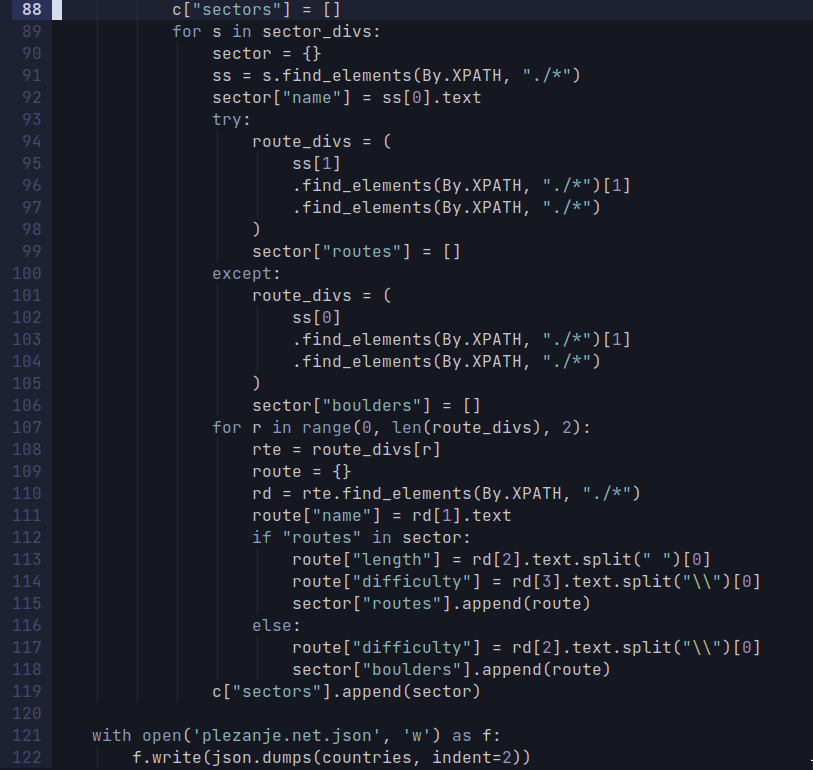 88 c["sectors"] = []
89 for s in sector_divs:
90 sector = {}
91 ss = s.find_elements(By.XPATH, "./*")
92 sector["name"] = ss[0].text
93 try:
94 route_divs = (
95 ss[1]
96 .find_elements(By.XPATH, "./*")[1]
97 .find_elements(By.XPATH, "./*")
98 )
99 sector["routes"] = []
100 except:
101 route_divs = (
102 ss[0]
103 .find_elements(By.XPATH, "./*")[1]
104 .find_elements(By.XPATH, "./*")
105 )
106 sector["boulders"] = []
107 for r in range(0, len(route_divs), 2):
108 rte = route_divs[r]
109 route = {}
110 rd = rte.find_elements(By.XPATH, "./*")
111 route["name"] = rd[1].text
112 if "routes" in sector:
113 route["length"] = rd[2].text.split(" ")[0]
114 route["difficulty"] = rd[3].text.split("\\")[0]
115 sector["routes"].append(route)
116 else:
117 route["difficulty"] = rd[2].text.split("\\")[0]
118 sector["boulders"].append(route)
119 c["sectors"].append(sector)
120
121 with open('plezanje.net.json', 'w') as f:
122 f.write(json.dumps(countries, indent=2))